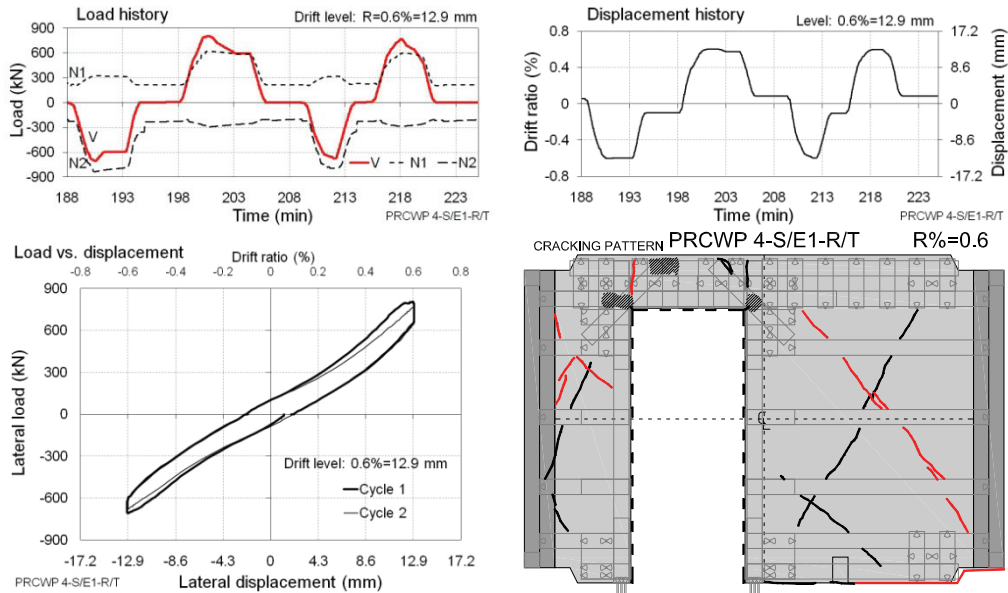 Load history
Drift level: R=0.6%=12.9 mm
Load (kN)
900
600
300
0
-300
-600
-900
N1
V
N2
V N1 N2
188 193 198 203 208 213 218 223
Time (min)
PRCWP 4-S/E1-R/T
Displacement history
Level: 0.6%=12.9 mm
Drift ratio (%)
0.8
0.4
0
-0.4
-0.8
17.2
8.6
0
-8.6
-17.2
Displacement (mm)
188 193 198 203 208 213 218 223
Time (min)
PRCWP 4-S/E1-R/T
Load vs. displacement
Drift ratio (%)
-0.8 -0.6 -0.4 -0.2 0 0.2 0.4 0.6 0.8
Lateral load (kN)
900
600
300
0
-300
-600
-900
Drift level: 0.6%=12.9 mm
Cycle 1
Cycle 2
-17.2 -12.9 -8.6 -4.3 0 4.3 8.6 12.9 17.2
PRCWP 4-S/E1-R/T
Lateral displacement (mm)
CRACKING PATTERN PRCWP 4-S/E1-R/T R%=0.6